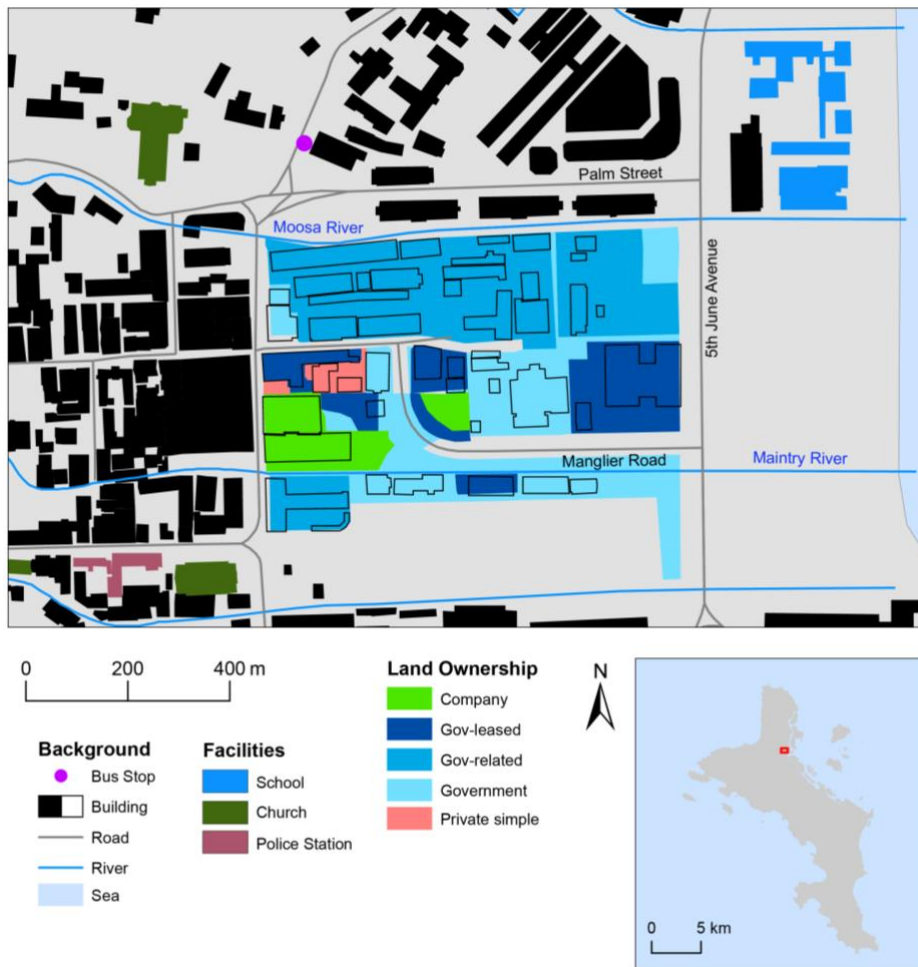 Palm Street
Moosa River
5th June Avenue
Manglier Road
Maintry River
0 200 400 m
Background
Bus Stop
Building
Road
River
Sea
Facilities
School
Church
Police Station
Land Ownership
Company
Gov-leased
Gov-related
Government
Private simple
N
0 5 km